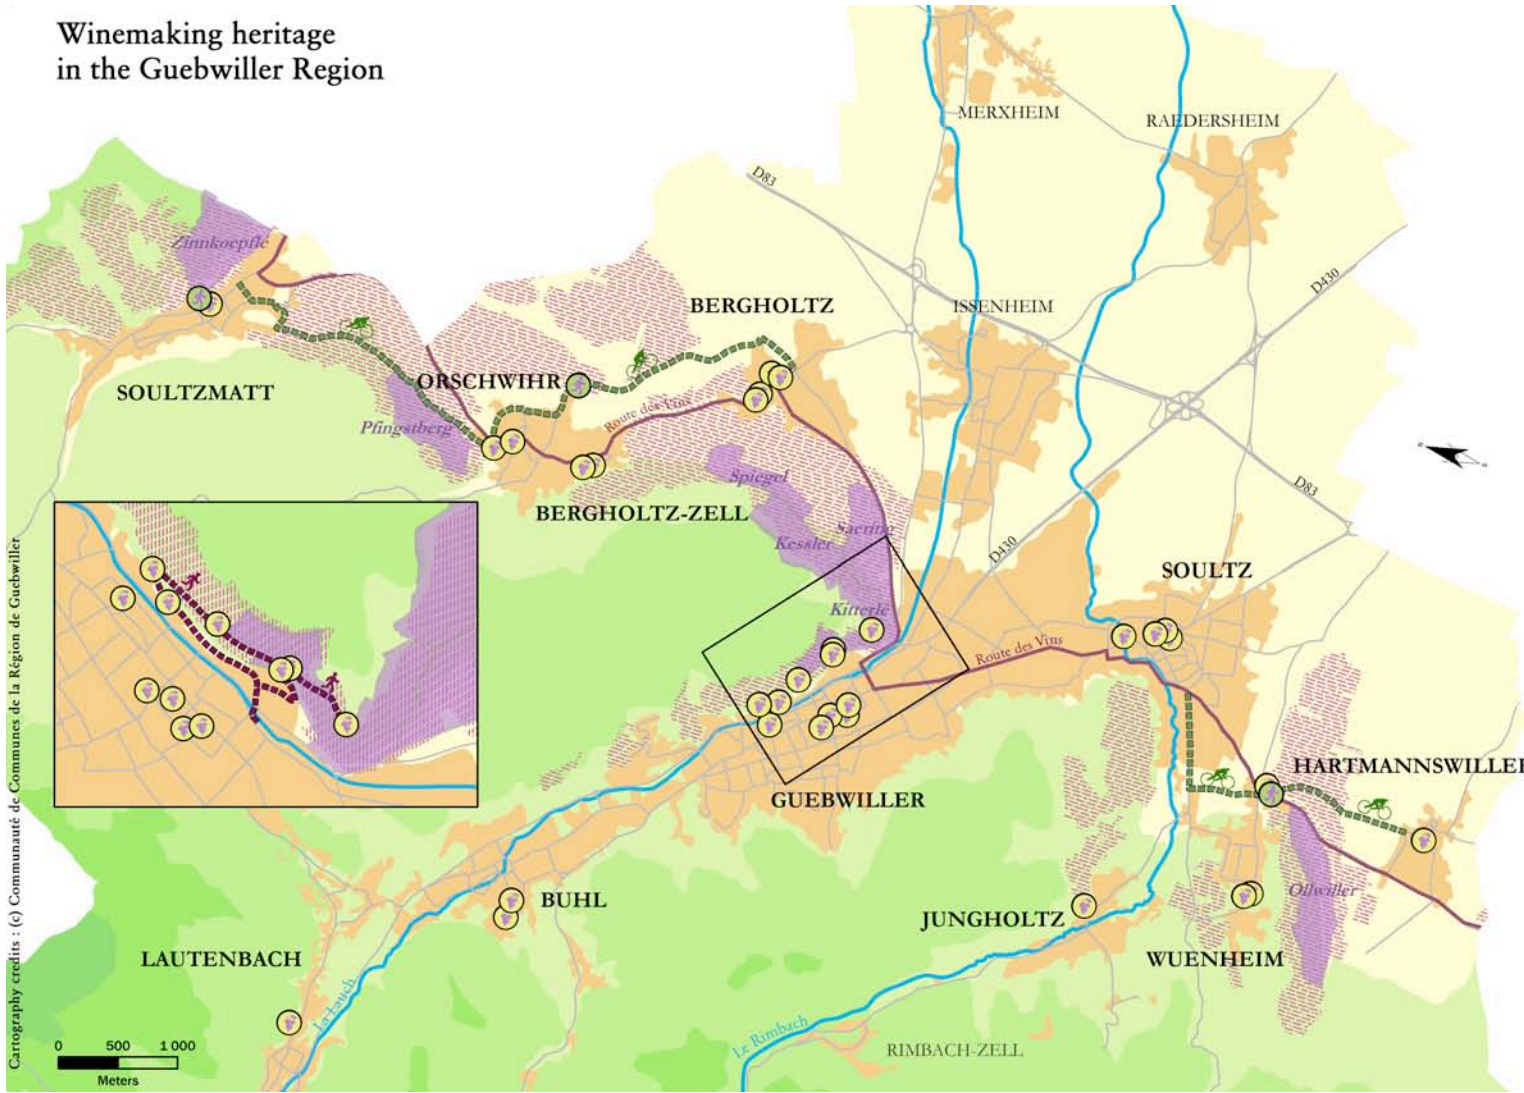 Winemaking heritage
in the Guebwiller Region
MERXHEIM
RAEDERSHEIM
D83
Zinnkoepfle
D430
BERGHOLTZ
ISSENHEIM
SOULTZMATT
ORSCHWIHR
Route des Vins
Pfingstberg
Spiegel
D83
BERGHOLTZ-ZELL
Saering
Kessler
D430
SOULTZ
Kitterlé
Route des Vins
HARTMANNSWILLER
GUEBWILLER
Ollwiller
BUHL
JUNGHOLTZ
LAUTENBACH
WUENHEIM
La Lauch
Le Rimbach
RIMBACH-ZELL
0 500 1 000
Meters
Cartography credits : (c) Communauté de Communes de la Région de Guebwiller